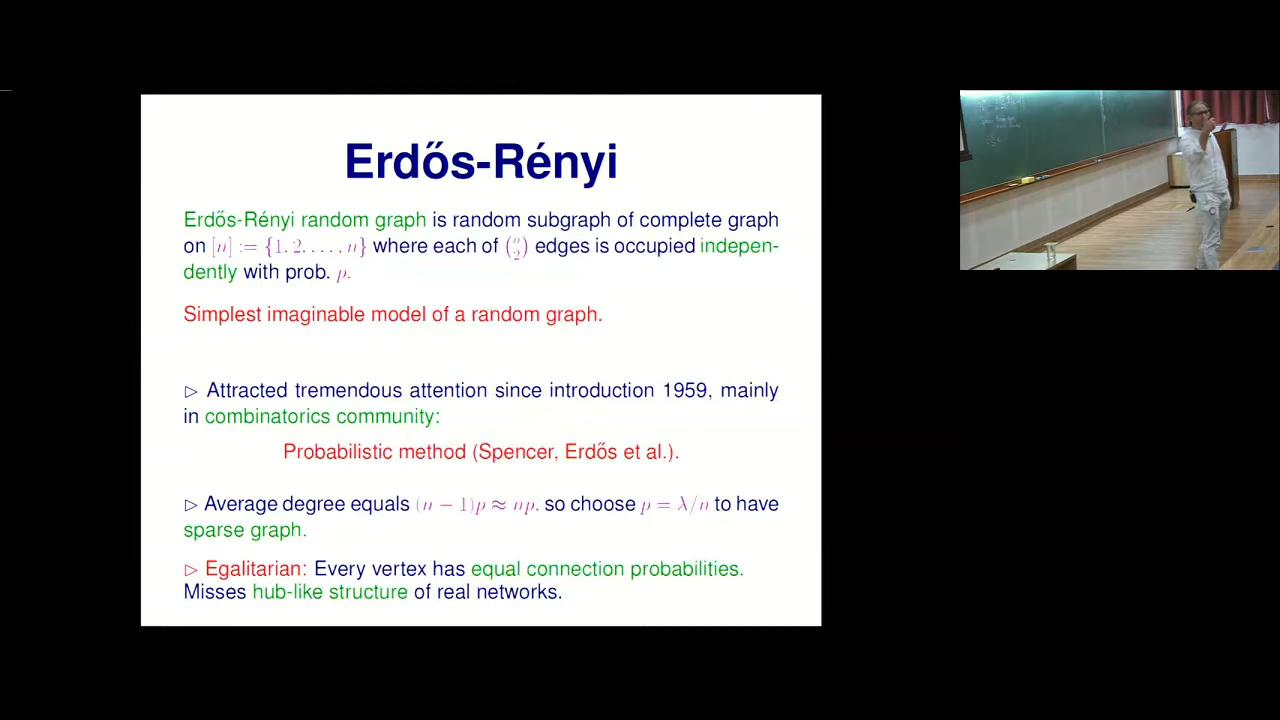 Erdős-Rényi
Erdős-Rényi random graph is random subgraph of complete graph
on [n] := {1, 2, . . . , n} where each of (n 2) edges is occupied indepen-
dently with prob. p.
Simplest imaginable model of a random graph.
▷ Attracted tremendous attention since introduction 1959, mainly
in combinatorics community:
Probabilistic method (Spencer, Erdős et al.).
▷ Average degree equals (n − 1)p ≈ np, so choose p = λ/n to have
sparse graph.
▷ Egalitarian: Every vertex has equal connection probabilities.
Misses hub-like structure of real networks.